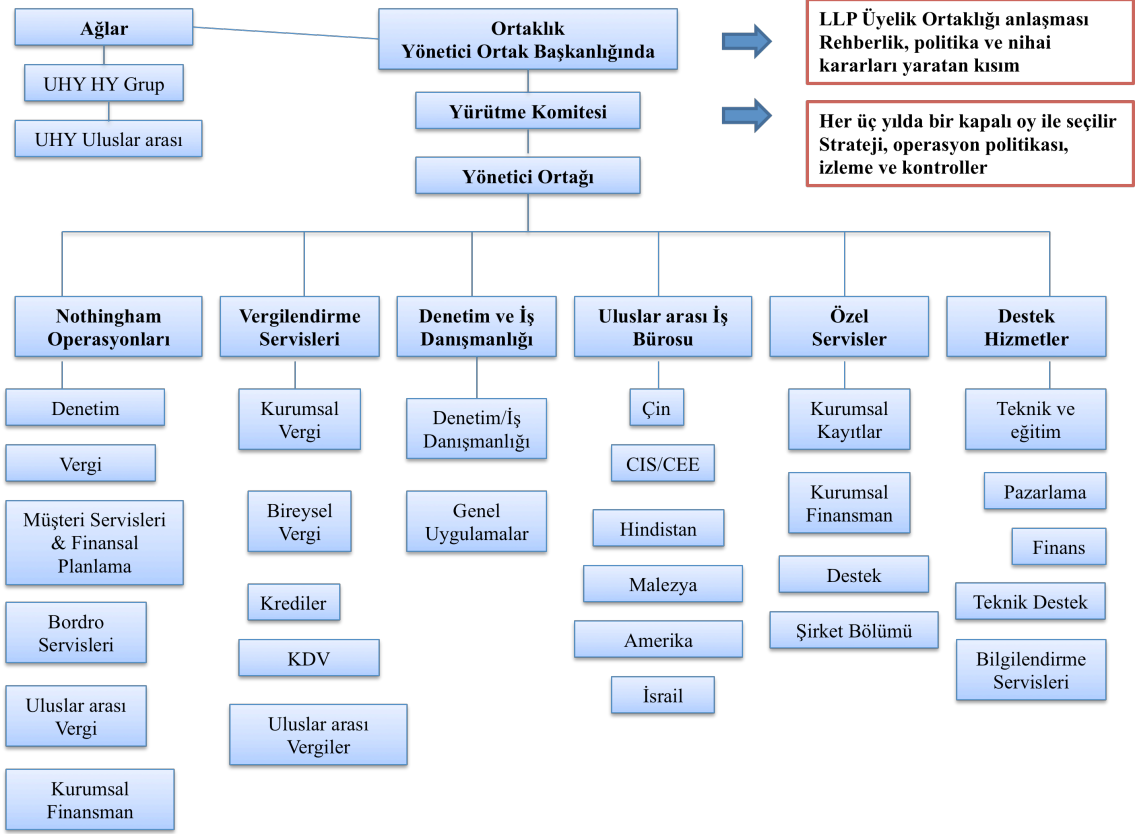 Ağlar
UHY HY Grup
UHY Uluslar arası
Ortaklık
Yönetici Ortak Başkanlığında
LLP Üyelik Ortaklığı anlaşması
Rehberlik, politika ve nihai
kararları yaratan kısım
Yürütme Komitesi
Her üç yılda bir kapalı oy ile seçilir
Strateji, operasyon politikası,
izleme ve kontroller
Yönetici Ortağı
Nothingham
Operasyonları
Denetim
Vergi
Müşteri Servisleri
& Finansal
Planlama
Bordro
Servisleri
Uluslar arası
Vergi
Kurumsal
Finansman
Vergilendirme
Servisleri
Kurumsal
Vergi
Bireysel
Vergi
Krediler
KDV
Uluslar arası
Vergiler
Denetim ve İş
Danışmanlığı
Denetim/İş
Danışmanlığı
Genel
Uygulamalar
Uluslar arası İş
Bürosu
Çin
CIS/CEE
Hindistan
Malezya
Amerika
İsrail
Özel
Servisler
Kurumsal
Kayıtlar
Kurumsal
Finansman
Destek
Şirket Bölümü
Destek
Hizmetler
Teknik ve
eğitim
Pazarlama
Finans
Teknik Destek
Bilgilendirme
Servisleri